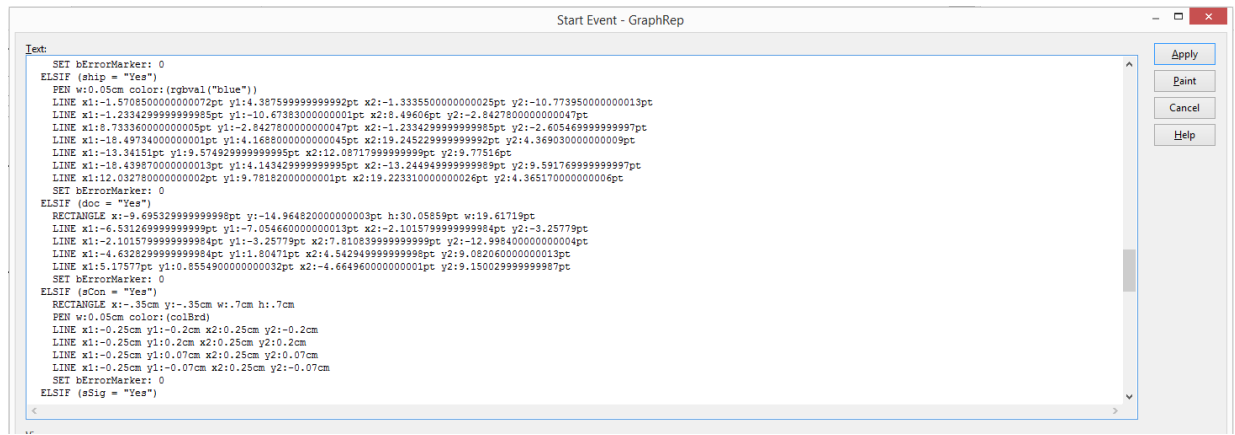 Start Event - GraphRep
Text:
SET bErrorMarker: 0
ELSIF (ship = "Yes")
PEN w:0.05cm color:(rgbval("blue"))
LINE x1:-1.570850000000072pt y1:4.387599999999992pt x2:-1.3335500000000025pt y2:-10.773950000000013pt
LINE x1:-1.2334299999999985pt y1:-10.67383000000001pt x2:8.49606pt y2:-2.8427800000000047pt
LINE x1:8.73336000000005pt y1:-2.8427800000000047pt x2:-1.2334299999999985pt y2:-2.605469999999997pt
LINE x1:-18.49734000000001pt y1:4.1688000000000045pt x2:19.245229999999992pt y2:4.369030000000009pt
LINE x1:-13.34151pt y1:9.574929999999995pt x2:12.08717999999999pt y2:9.77516pt
LINE x1:-18.439870000000013pt y1:4.143429999999995pt x2:-13.244949999999989pt y2:9.591769999999997pt
LINE x1:12.032780000000002pt y1:9.78182000000001pt x2:19.223310000000026pt y2:4.365170000000006pt
SET bErrorMarker: 0
ELSIF (doc = "Yes")
RECTANGLE x:-9.695329999999998pt y:-14.964820000000003pt h:30.05859pt w:19.61719pt
LINE x1:-6.531269999999999pt y1:-7.054660000000013pt x2:-2.1015799999999984pt y2:-3.25779pt
LINE x1:-2.1015799999999984pt y1:-3.25779pt x2:7.810839999999999pt y2:-12.998400000000004pt
LINE x1:-4.6328299999999984pt y1:1.80471pt x2:4.542949999999998pt y2:9.082060000000013pt
LINE x1:5.17577pt y1:0.8554900000000032pt x2:-4.664960000000001pt y2:9.150029999999987pt
SET bErrorMarker: 0
ELSIF (sCon = "Yes")
RECTANGLE x:-.35cm y:-.35cm w:.7cm h:.7cm
PEN w:0.05cm color:(colBrd)
LINE x1:-0.25cm y1:-0.2cm x2:0.25cm y2:-0.2cm
LINE x1:-0.25cm y1:0.2cm x2:0.25cm y2:0.2cm
LINE x1:-0.25cm y1:0.07cm x2:0.25cm y2:0.07cm
LINE x1:-0.25cm y1:-0.07cm x2:0.25cm y2:-0.07cm
SET bErrorMarker: 0
ELSIF (sSig = "Yes")
Apply
Paint
Cancel
Help